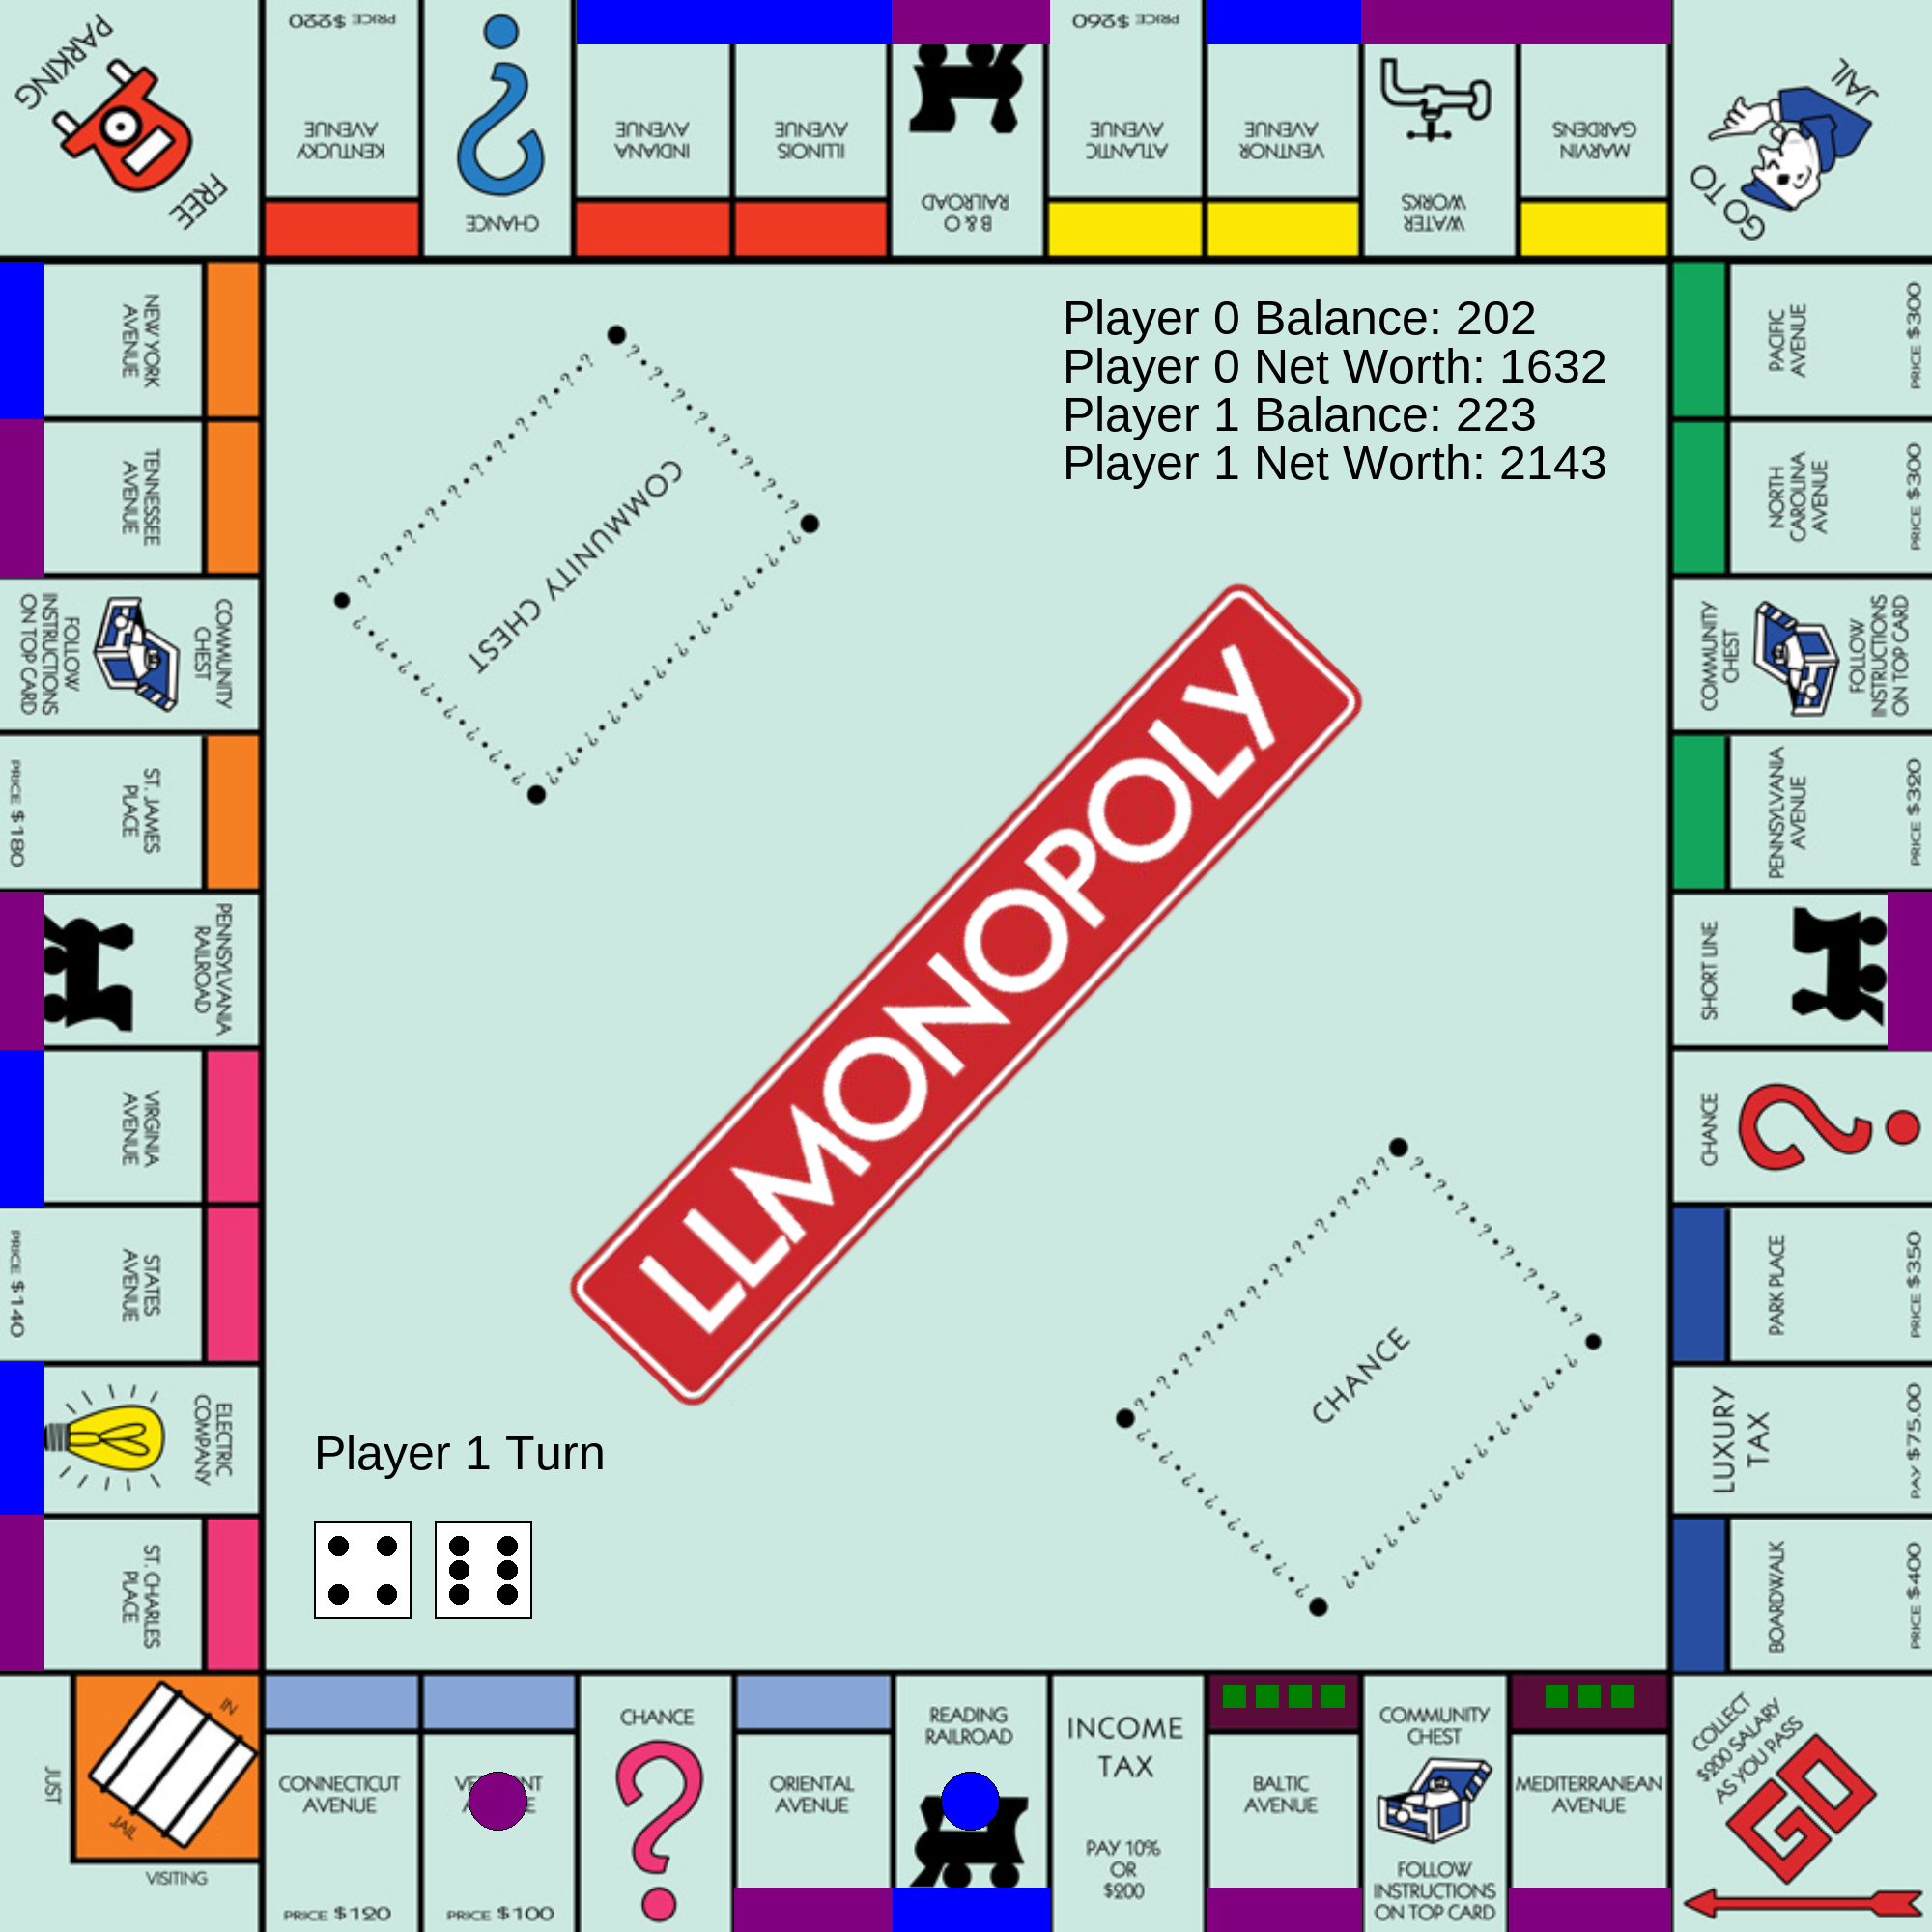 FREE
PARKING
PRICE $220
KENTUCKY
AVENUE
CHANCE
INDIANA
AVENUE
ILLINOIS
AVENUE
B & O
RAILROAD
PRICE $260
ATLANTIC
AVENUE
VENTNOR
AVENUE
WATER
WORKS
MARVIN
GARDENS
GO TO
JAIL
NEW YORK
AVENUE
TENNESSEE
AVENUE
COMMUNITY
CHEST
FOLLOW
INSTRUCTIONS
ON TOP CARD
ST. JAMES
PLACE
PRICE $180
PENNSYLVANIA
RAILROAD
VIRGINIA
AVENUE
STATES
AVENUE
PRICE $140
ELECTRIC
COMPANY
ST. CHARLES
PLACE
Player 0 Balance: 202
Player 0 Net Worth: 1632
Player 1 Balance: 223
Player 1 Net Worth: 2143
COMMUNITY CHEST
LLMONOPOLY
CHANCE
Player 1 Turn
PACIFIC
AVENUE
PRICE $300
NORTH
CAROLINA
AVENUE
PRICE $300
COMMUNITY
CHEST
FOLLOW
INSTRUCTIONS
ON TOP CARD
PENNSYLVANIA
AVENUE
PRICE $320
SHORT LINE
CHANCE
PARK PLACE
PRICE $350
LUXURY
TAX
PAY $75.00
BOARDWALK
PRICE $400
JUST
VISITING
IN
JAIL
CONNECTICUT
AVENUE
PRICE $120
PRICE $100
CHANCE
ORIENTAL
AVENUE
READING
RAILROAD
INCOME
TAX
PAY 10%
OR
$200
BALTIC
AVENUE
COMMUNITY
CHEST
FOLLOW
INSTRUCTIONS
ON TOP CARD
MEDITERRANEAN
AVENUE
COLLECT
$200 SALARY
AS YOU PASS
GO